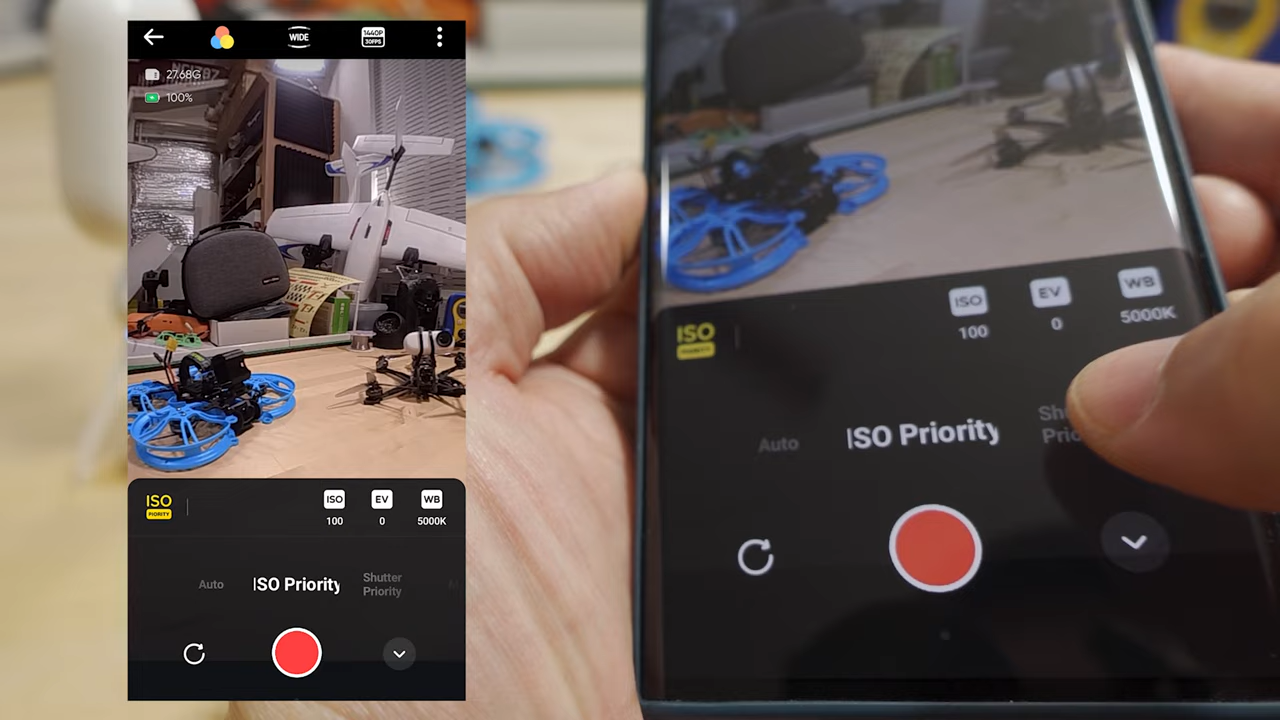 WIDE
1440P
30FPS
27.68G
100%
ISO
PIORITY
ISO
EV
WB
100
0
5000K
Auto
ISO Priority
Shutter
Priority
ISO
ISO
EV
WB
100
0
5000K
Auto
ISO Priority